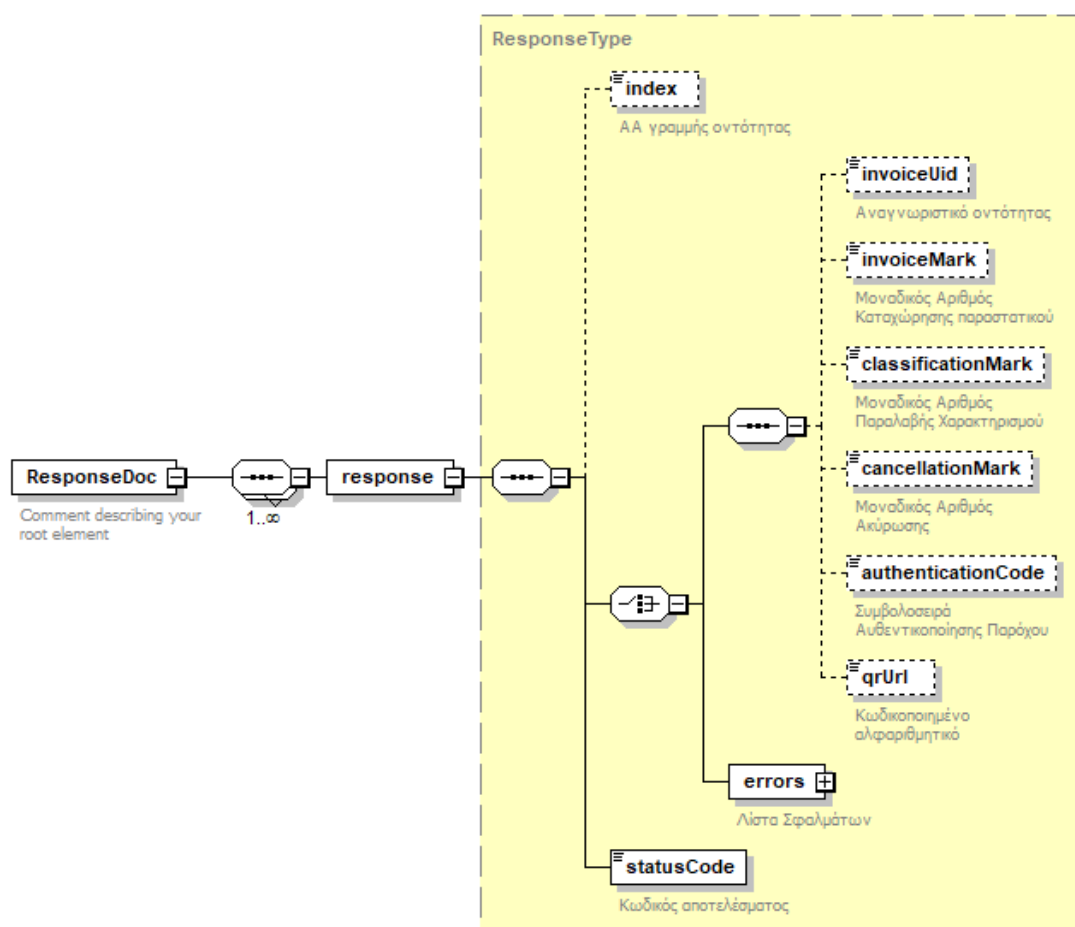 ResponseType
index
ΑΑ γραμμής οντότητας
invoiceUid
Αναγνωριστικό οντότητας
invoiceMark
Μοναδικός Αριθμός
Καταχώρησης παραστατικού
classificationMark
Μοναδικός Αριθμός
Παραλαβής Χαρακτηρισμού
cancellationMark
Μοναδικός Αριθμός
Ακύρωσης
ResponseDoc
Comment describing your
root element
1..∞
response
authenticationCode
Συμβολοσειρά
Αυθεντικοποίησης Παρόχου
qrUrl
Κωδικοποιημένο
αλφαριθμητικό
errors
Λίστα Σφαλμάτων
statusCode
Κωδικός αποτελέσματος